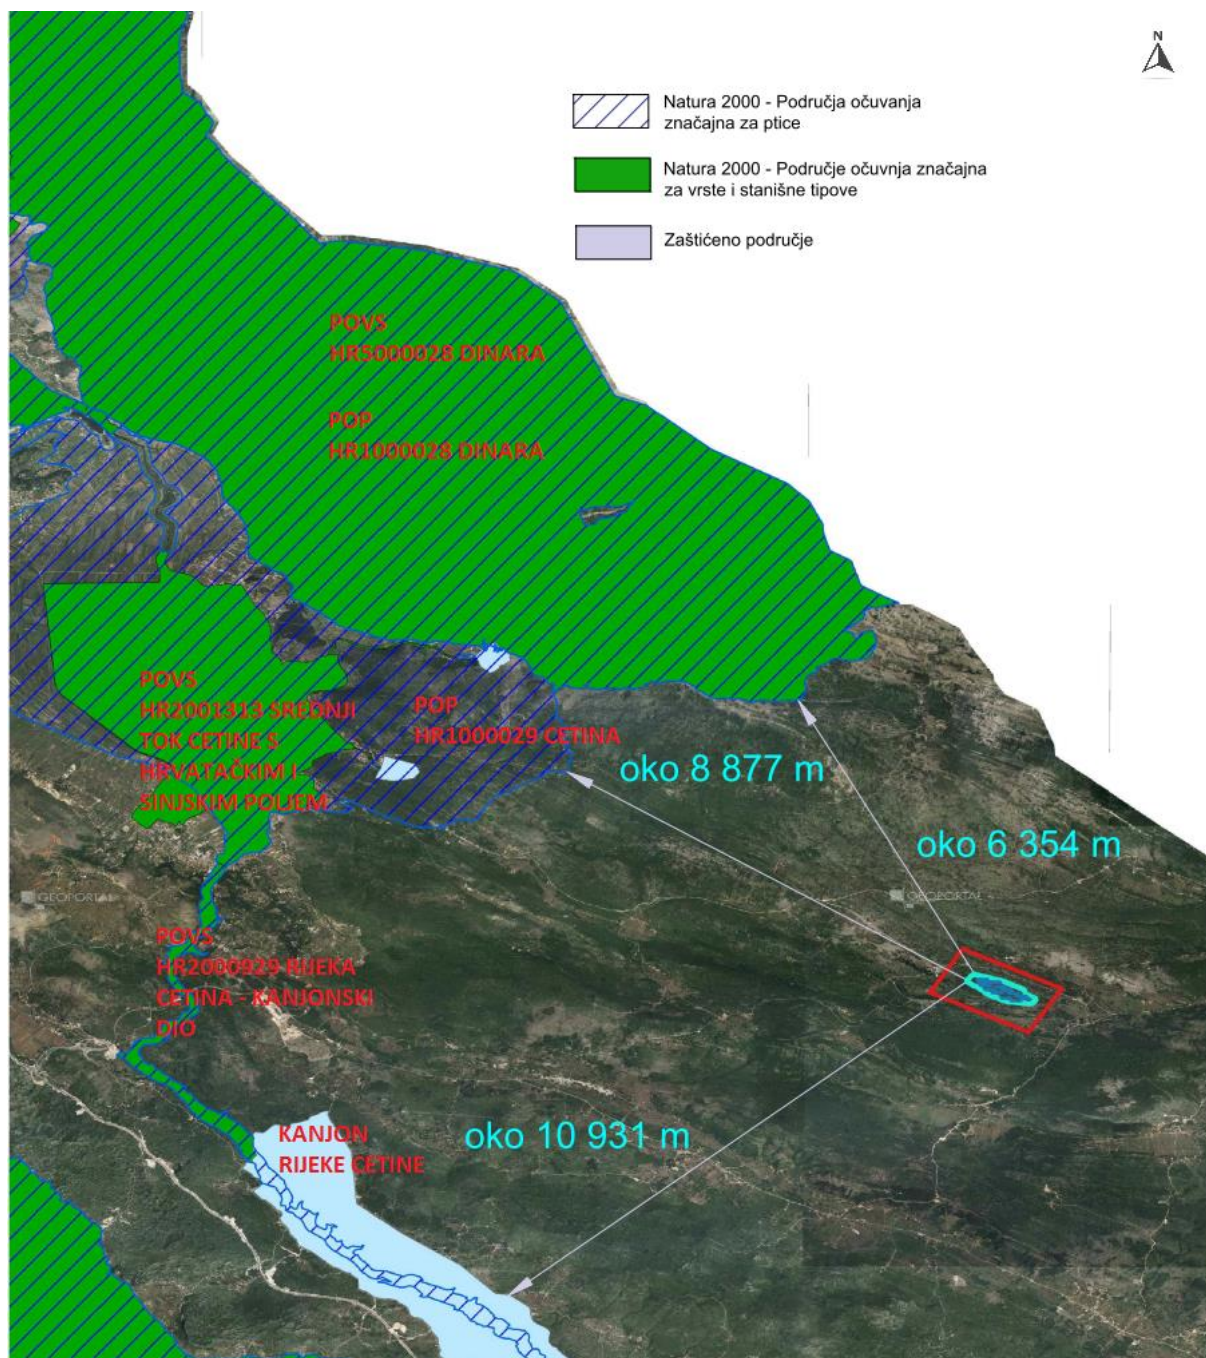 N
Natura 2000 - Područja očuvanja
značajna za ptice
Natura 2000 - Područje očuvnja značajna
za vrste i stanišne tipove
Zaštićeno područje
POVS
HR5000028 DINARA
POP
HR1000028 DINARA
POVS
HR2001313 SREDNJI
TOK CETINE S
HRVATAČKIM I
SINJSKIM POLJEM
POP
HR1000029 CETINA
oko 8 877 m
oko 6 354 m
GEOPORTAL
GEOPORTAL
POVS
HR2000929 RIJEKA
CETINA - KANJONSKI
DIO
KANJON
RIJEKE CETINE
oko 10 931 m